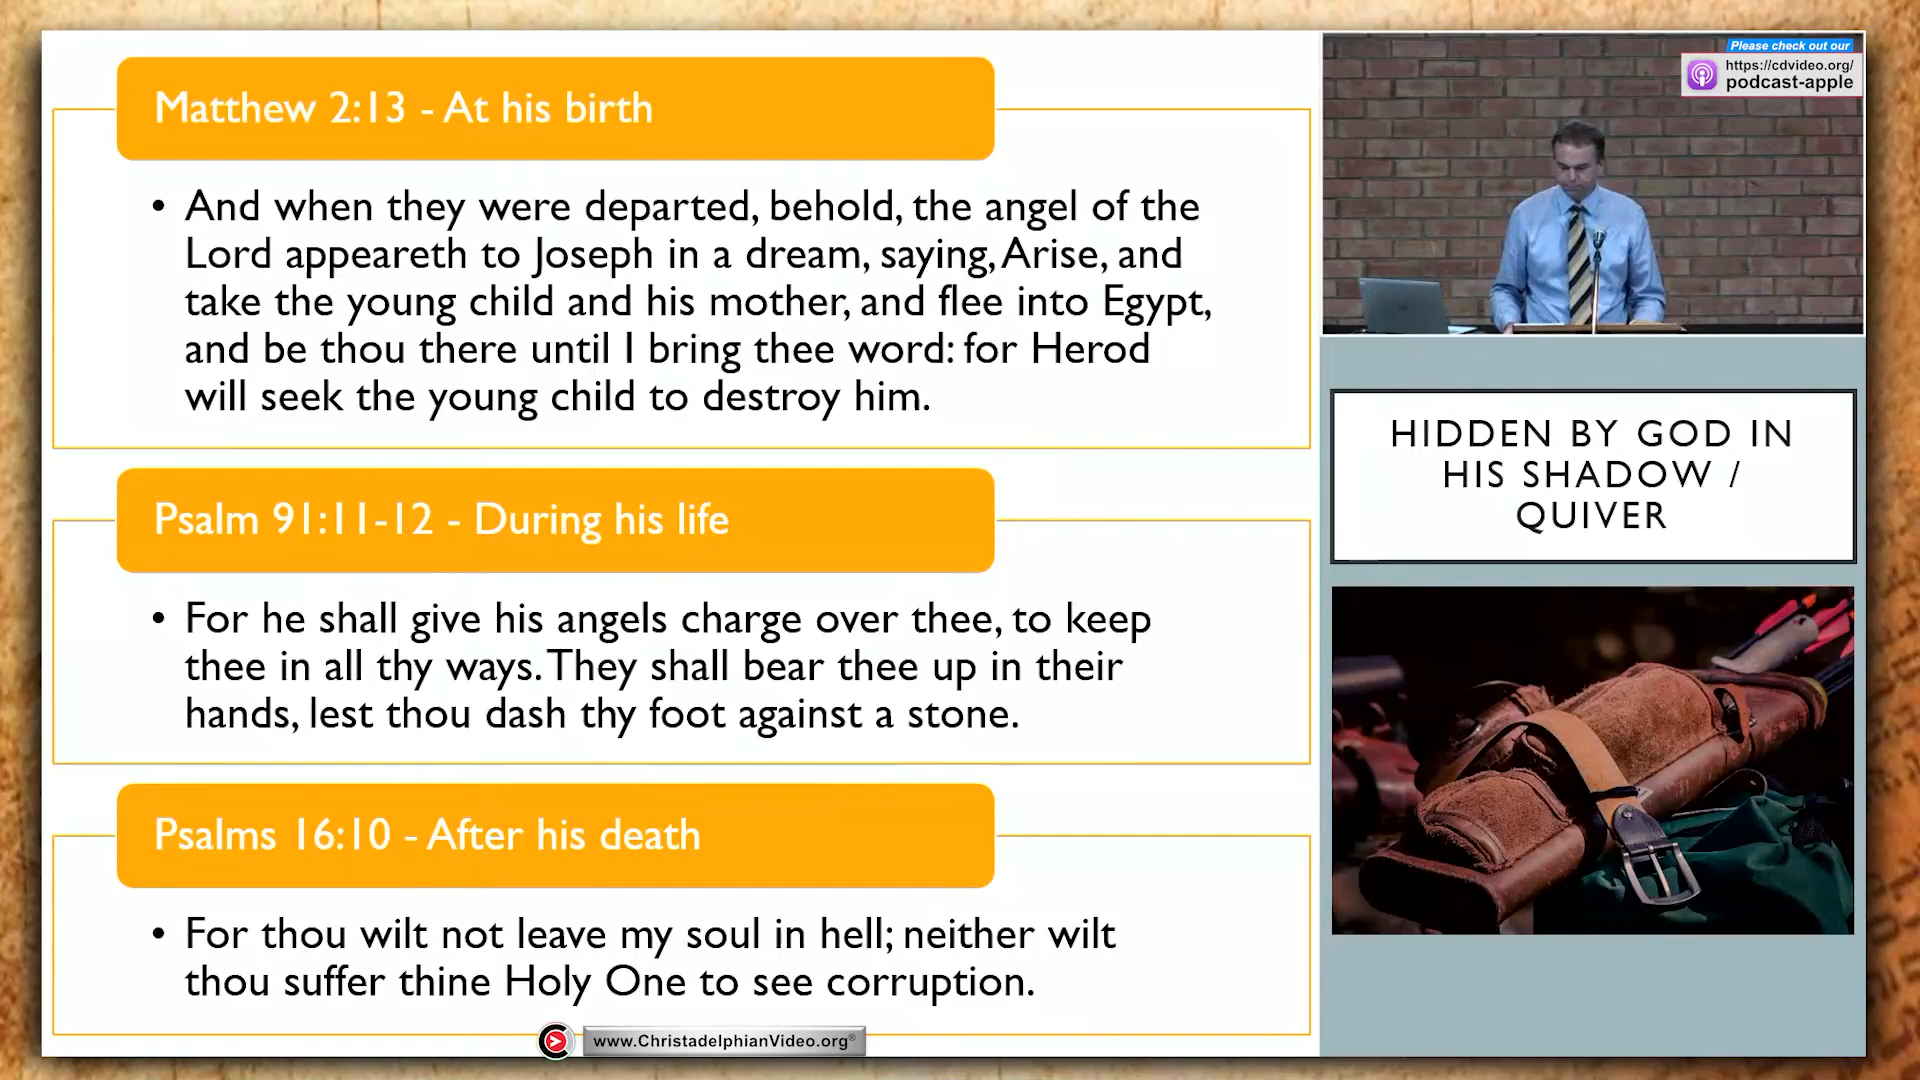 Matthew 2:13 - At his birth
• And when they were departed, behold, the angel of the
Lord appeareth to Joseph in a dream, saying, Arise, and
take the young child and his mother, and flee into Egypt,
and be thou there until I bring thee word: for Herod
will seek the young child to destroy him.
Psalm 91:11-12 - During his life
• For he shall give his angels charge over thee, to keep
thee in all thy ways. They shall bear thee up in their
hands, lest thou dash thy foot against a stone.
Psalms 16:10 - After his death
• For thou wilt not leave my soul in hell; neither wilt
thou suffer thine Holy One to see corruption.
www.ChristadelphianVideo.org®
Please check out our
https://cdvideo.org/
podcast-apple
HIDDEN BY GOD IN
HIS SHADOW /
QUIVER